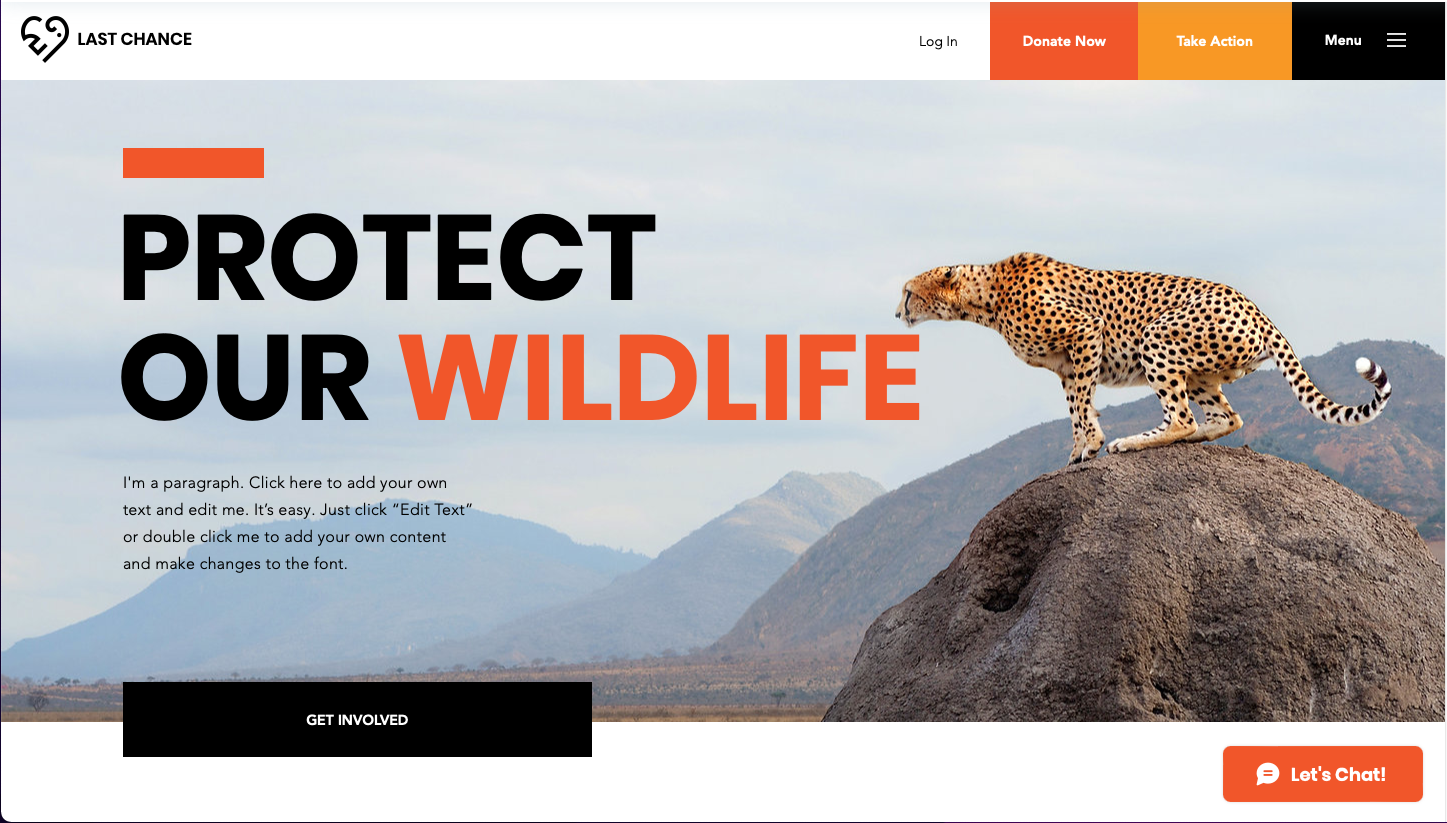 LAST CHANCE
Log In
Donate Now
Take Action
Menu
PROTECT
OUR WILDLIFE
I'm a paragraph. Click here to add your own
text and edit me. It’s easy. Just click “Edit Text”
or double click me to add your own content
and make changes to the font.
GET INVOLVED
Let's Chat!